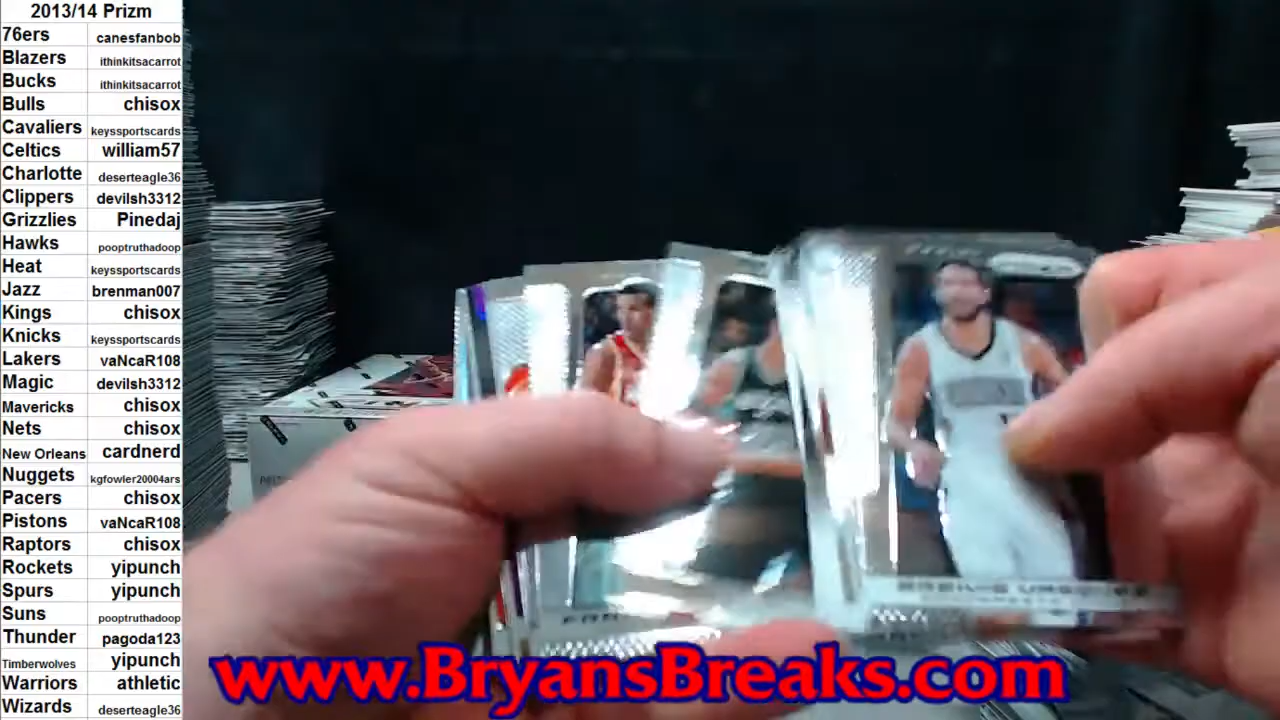 2013/14 Prizm
76ers canesfanbob
Blazers ithinkitsacarrot
Bucks ithinkitsacarrot
Bulls chisox
Cavaliers keyssportscards
Celtics william57
Charlotte deserteagle36
Clippers devilsh3312
Grizzlies Pinedaj
Hawks pooptruthadoop
Heat keyssportscards
Jazz brenman007
Kings chisox
Knicks keyssportscards
Lakers vaNcaR108
Magic devilsh3312
Mavericks chisox
Nets chisox
New Orleans cardnerd
Nuggets kgfowler20004ars
Pacers chisox
Pistons vaNcaR108
Raptors chisox
Rockets yipunch
Spurs yipunch
Suns pooptruthadoop
Thunder pagoda123
Timberwolves yipunch
Warriors athletic
Wizards deserteagle36
www.BryansBreaks.com